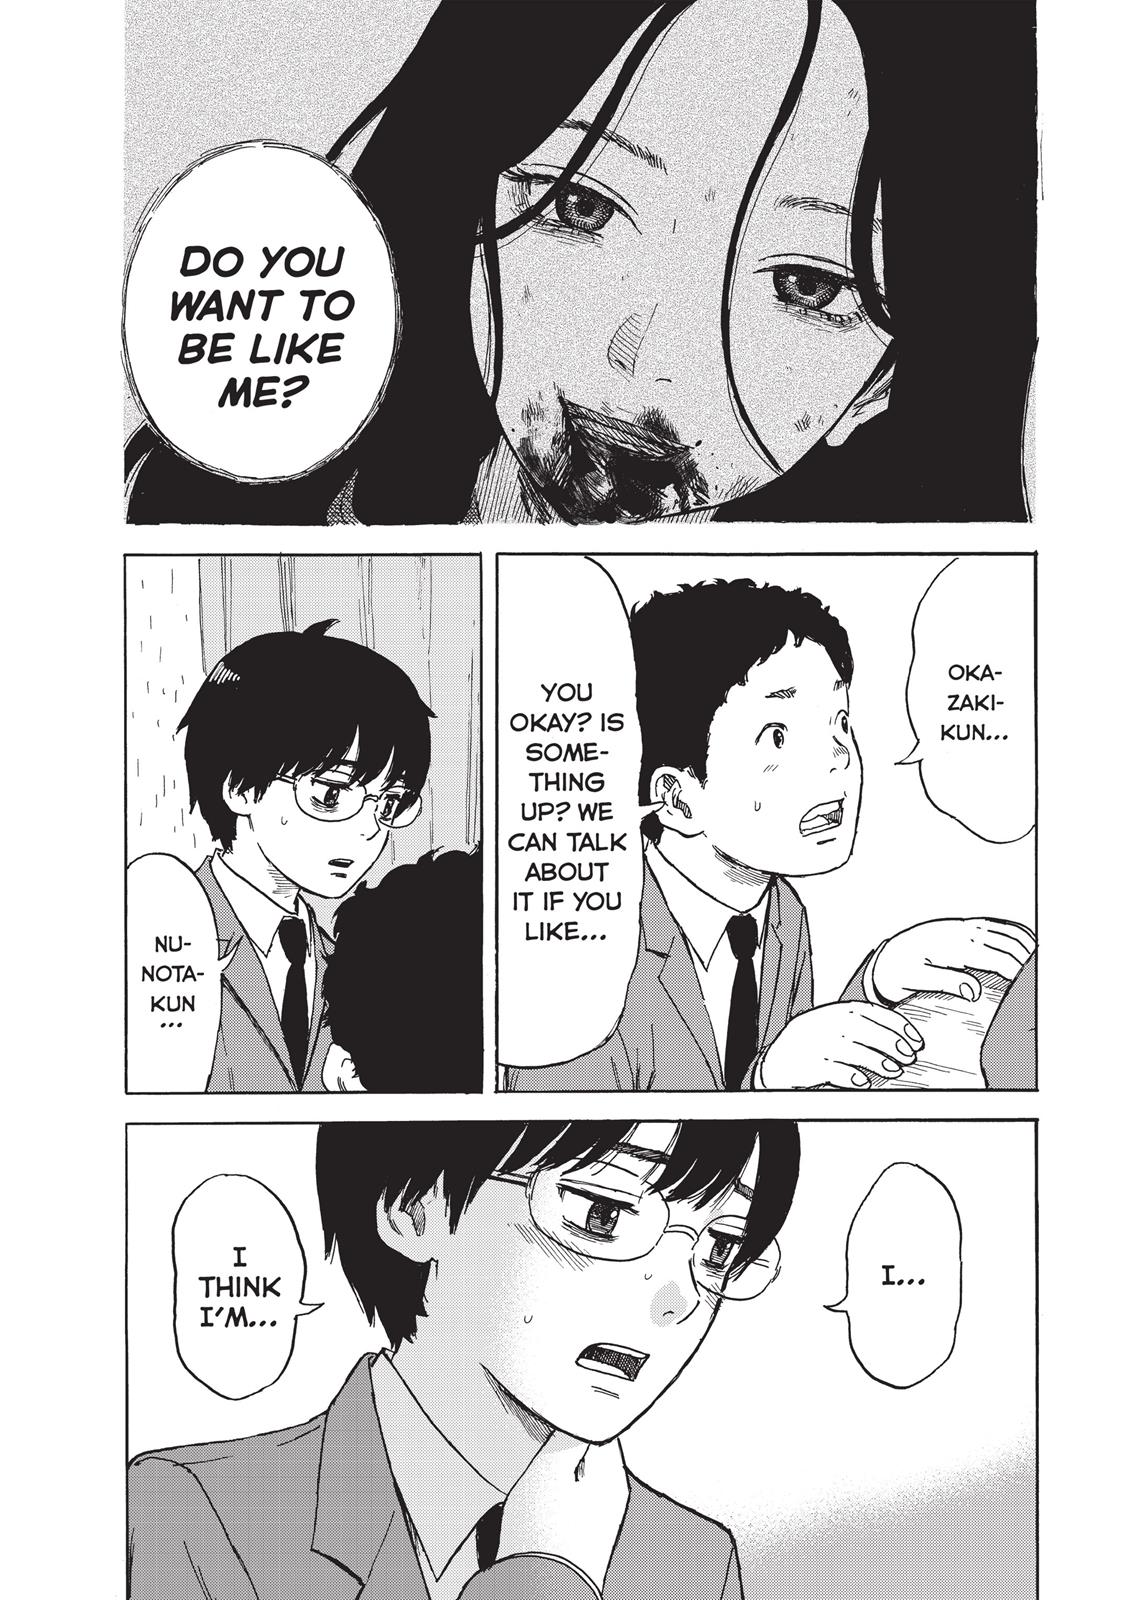 DO YOU
WANT TO
BE LIKE
ME?
OKA-
ZAKI-
KUN...
YOU
OKAY? IS
SOME-
THING
UP? WE
CAN TALK
ABOUT
IT IF YOU
LIKE...
NU-
NOTA-
KUN
...
I...
I
THINK
I'M...